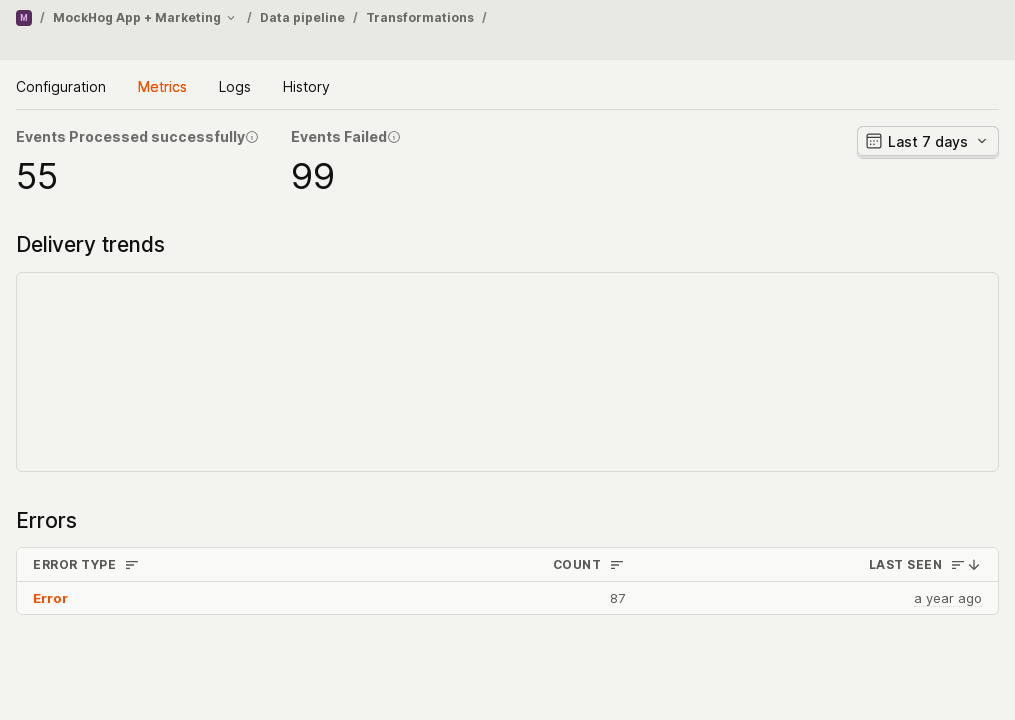 M / MockHog App + Marketing / Data pipeline / Transformations /
Configuration Metrics Logs History
Events Processed successfully Events Failed
Last 7 days
55 99
Delivery trends
Errors
ERROR TYPE COUNT LAST SEEN
Error 87 a year ago